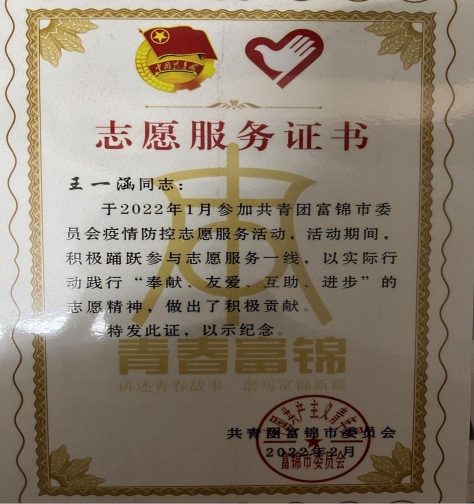 中国共青团
志愿服务证书
王一涵同志：
于2022年1月参加共青团富锦市委
员会疫情防控志愿服务活动，活动期间，
积极踊跃参与志愿服务一线，以实际行
动践行“奉献、友爱、互助、进步”的
志愿精神，做出了积极贡献。
特发此证，以示纪念。
青春富锦
讲述青春故事 谱写富锦新篇
共青团富锦市委员会
2022年2月
富锦市委员会